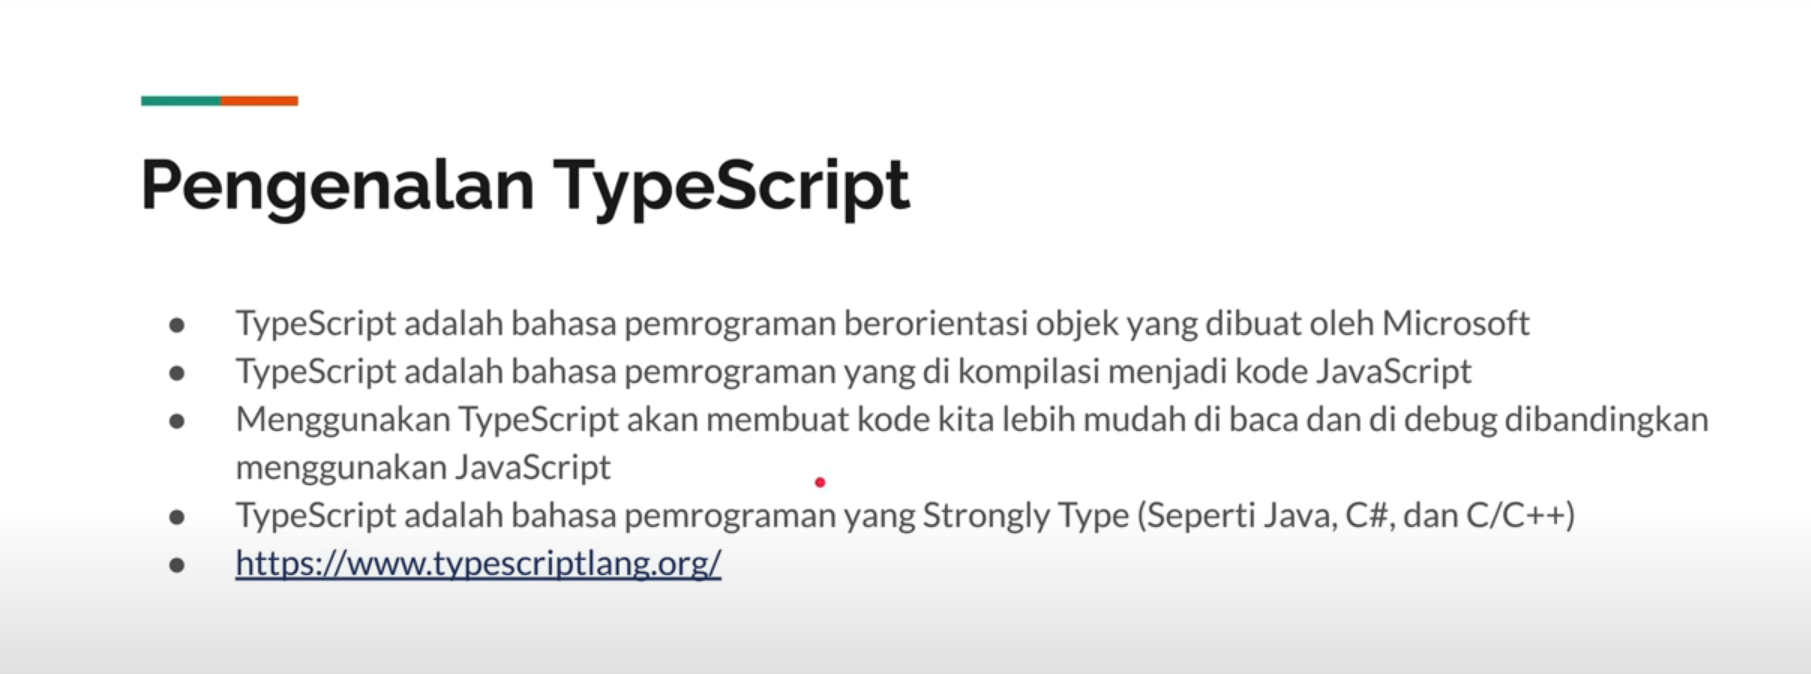 Pengenalan TypeScript
● TypeScript adalah bahasa pemrograman berorientasi objek yang dibuat oleh Microsoft
● TypeScript adalah bahasa pemrograman yang di kompilasi menjadi kode JavaScript
● Menggunakan TypeScript akan membuat kode kita lebih mudah di baca dan di debug dibandingkan
menggunakan JavaScript
● TypeScript adalah bahasa pemrograman yang Strongly Type (Seperti Java, C#, dan C/C++)
● https://www.typescriptlang.org/